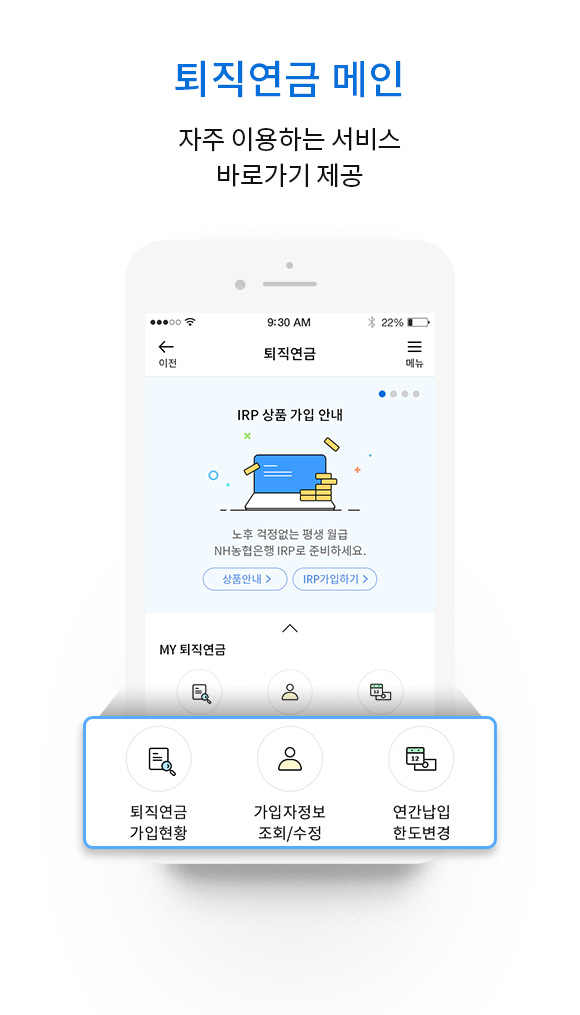 퇴직연금 메인
자주 이용하는 서비스
바로가기 제공
9:30 AM 22%
이전 퇴직연금 메뉴
IRP 상품 가입 안내
노후 걱정없는 평생 월급
NH농협은행 IRP로 준비하세요.
상품안내 > IRP가입하기 >
MY 퇴직연금
12
12
퇴직연금 가입자정보 연간납입
가입현황 조회/수정 한도변경